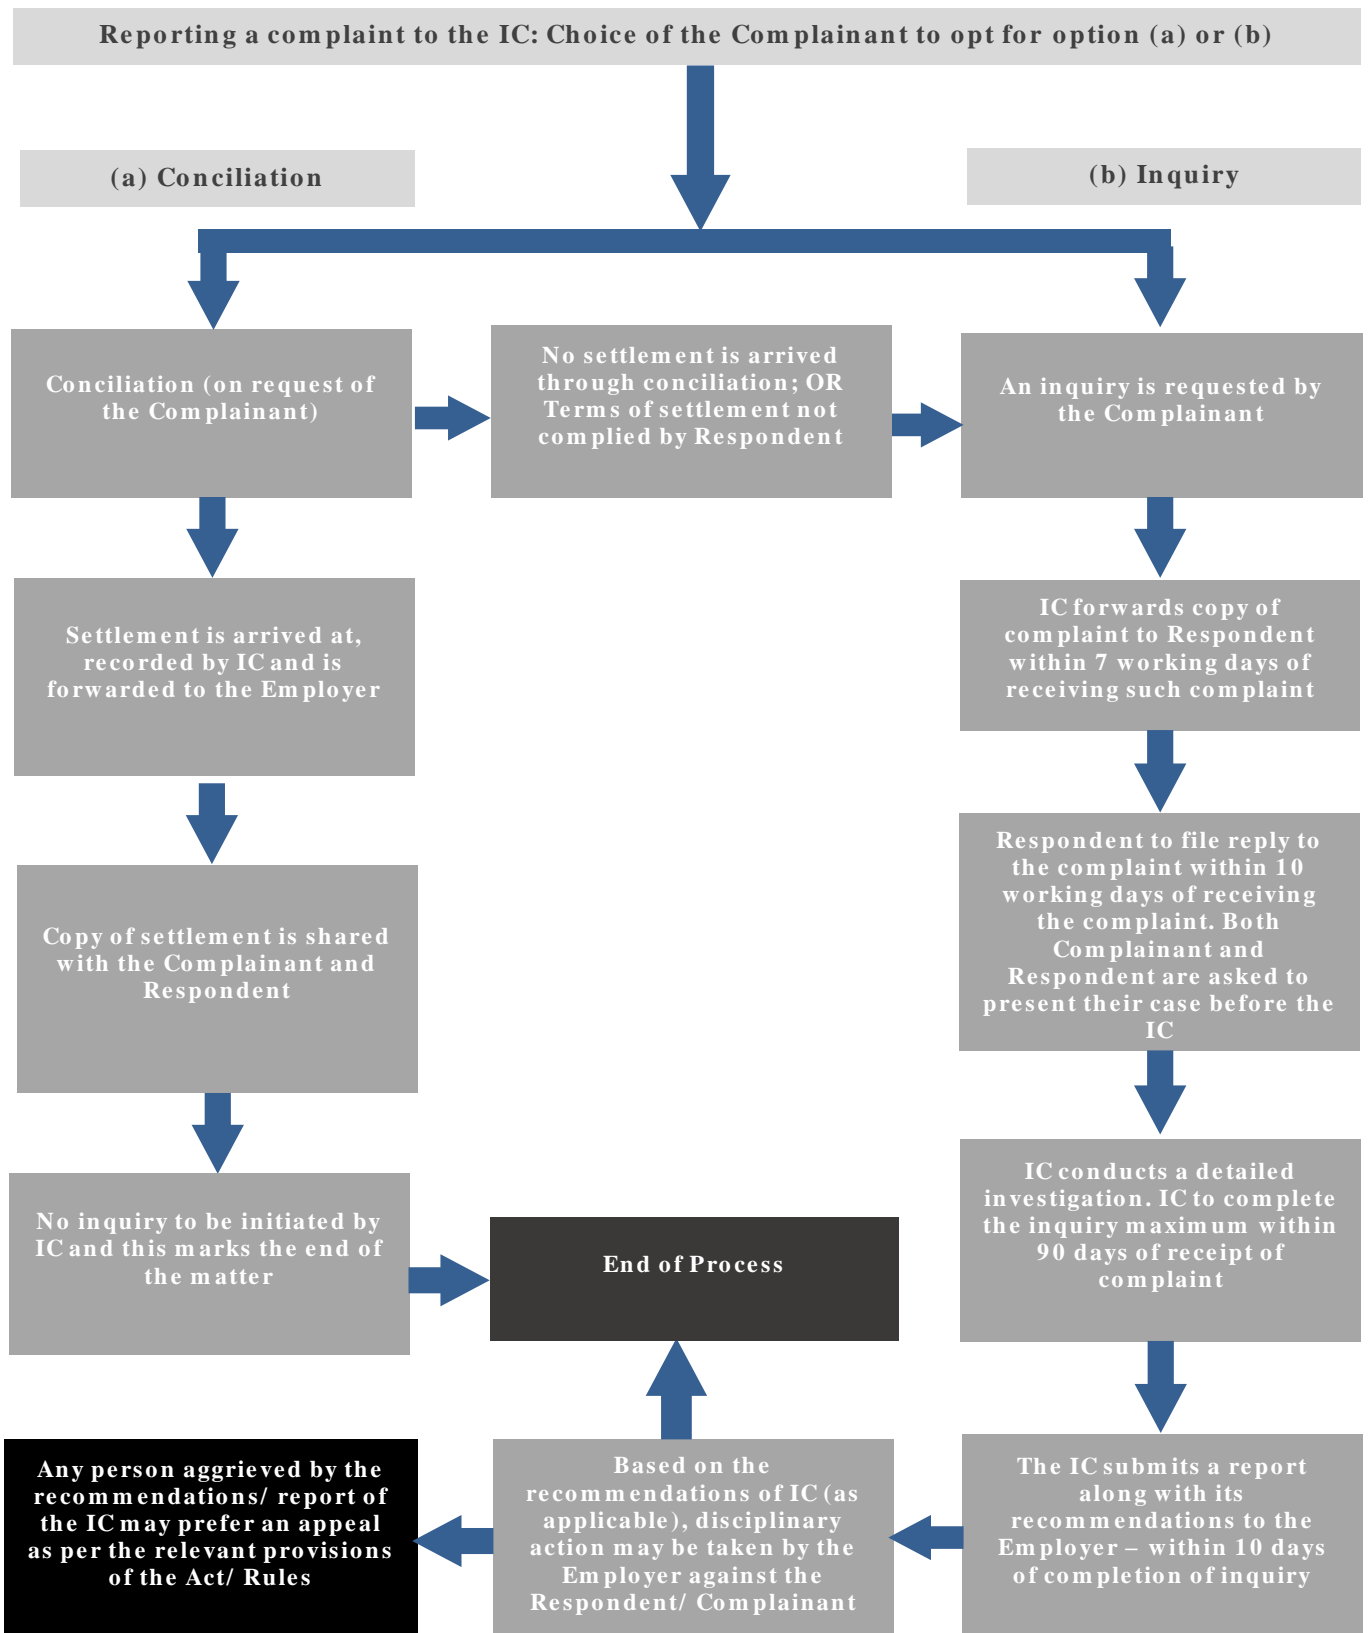 Reporting a complaint to the IC: Choice of the Complainant to opt for option (a) or (b)
(a) Conciliation
(b) Inquiry
Conciliation (on request of
the Complainant)
No settlement is arrived
through conciliation; OR
Terms of settlement not
complied by Respondent
An inquiry is requested by
the Complainant
Settlement is arrived at,
recorded by IC and is
forwarded to the Employer
IC forwards copy of
complaint to Respondent
within 7 working days of
receiving such complaint
Copy of settlement is shared
with the Complainant and
Respondent
Respondent to file reply to
the complaint within 10
working days of receiving
the complaint. Both
Complainant and
Respondent are asked to
present their case before the
IC
No inquiry to be initiated by
IC and this marks the end of
the matter
End of Process
IC conducts a detailed
investigation. IC to complete
the inquiry maximum within
90 days of receipt of
complaint
Any person aggrieved by the
recommendations/ report of
the IC may prefer an appeal
as per the relevant provisions
of the Act/ Rules
Based on the
recommendations of IC (as
applicable), disciplinary
action may be taken by the
Employer against the
Respondent/ Complainant
The IC submits a report
along with its
recommendations to the
Employer – within 10 days
of completion of inquiry